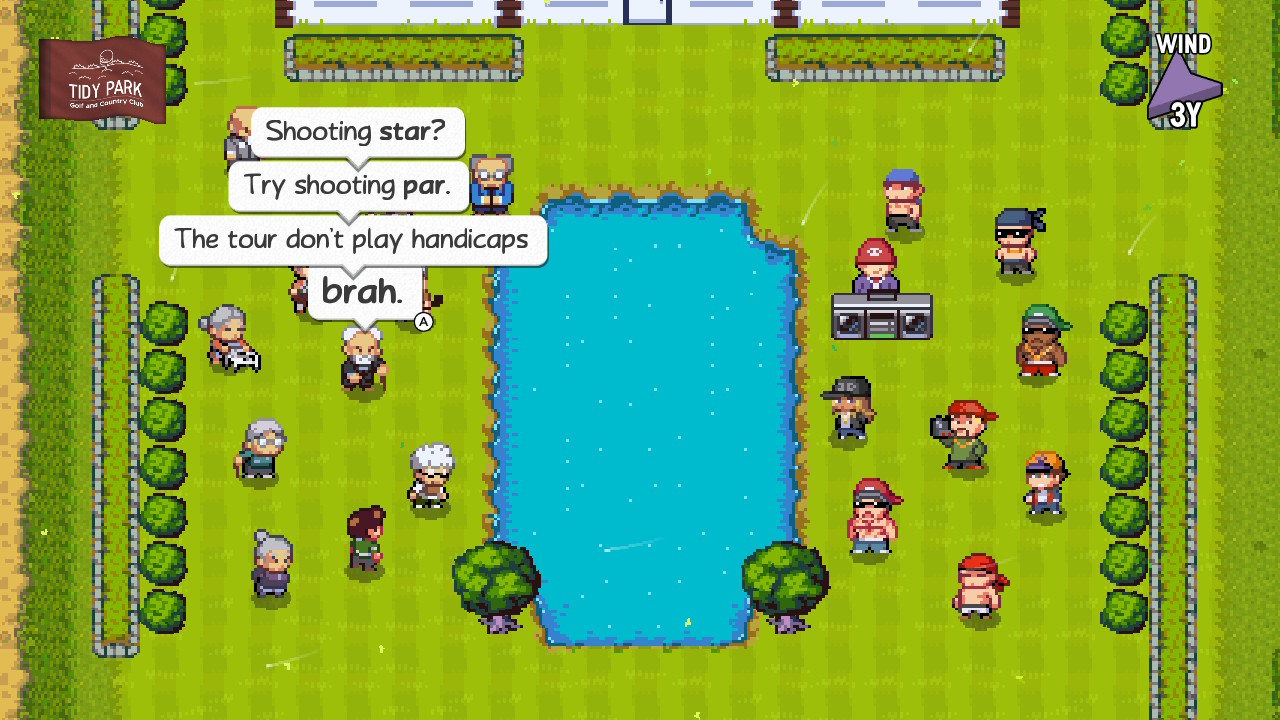 TIDY PARK
Golf and Country Club
WIND
3Y
Shooting star?
Try shooting par.
The tour don't play handicaps
brah.
A